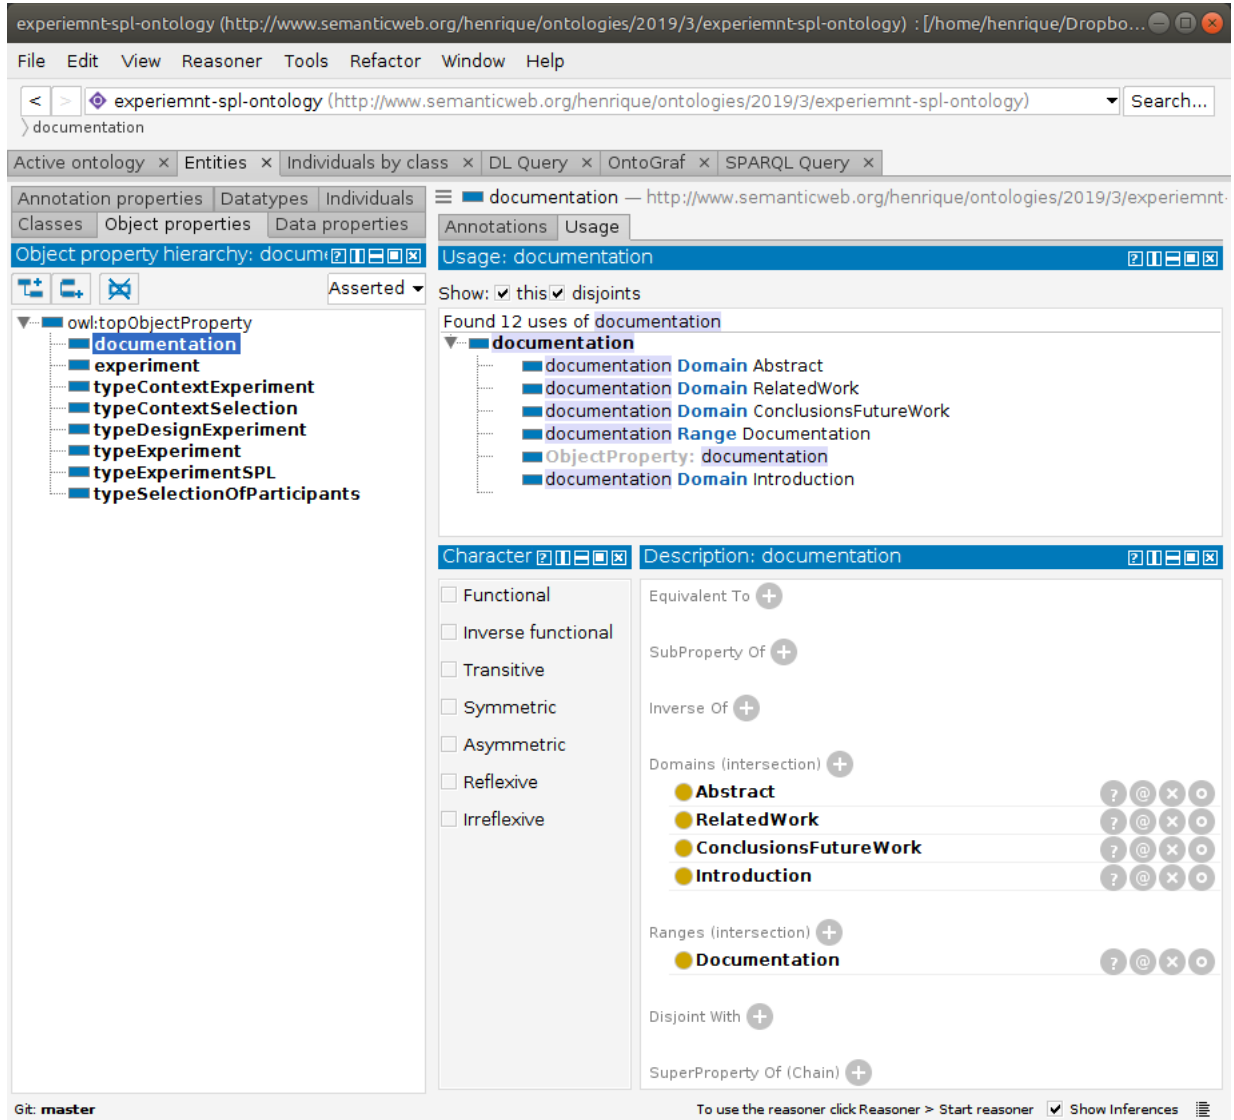 experiemnt-spl-ontology (http://www.semanticweb.org/henrique/ontologies/2019/3/experiemnt-spl-ontology) : [/home/henrique/Dropbo...
File Edit View Reasoner Tools Refactor Window Help
< > experiemnt-spl-ontology (http://www.semanticweb.org/henrique/ontologies/2019/3/experiemnt-spl-ontology) Search...
documentation
Active ontology × Entities × Individuals by class × DL Query × OntoGraf × SPARQL Query ×
Annotation properties Datatypes Individuals
Classes Object properties Data properties
Object property hierarchy: docume
Asserted
owl:topObjectProperty
documentation
experiment
typeContextExperiment
typeContextSelection
typeDesignExperiment
typeExperiment
typeExperimentSPL
typeSelectionOfParticipants
documentation — http://www.semanticweb.org/henrique/ontologies/2019/3/experiemnt-
Annotations Usage
Usage: documentation
Show: this disjoints
Found 12 uses of documentation
documentation
documentation Domain Abstract
documentation Domain RelatedWork
documentation Domain ConclusionsFutureWork
documentation Range Documentation
ObjectProperty: documentation
documentation Domain Introduction
Character
Functional
Inverse functional
Transitive
Symmetric
Asymmetric
Reflexive
Irreflexive
Description: documentation
Equivalent To
SubProperty Of
Inverse Of
Domains (intersection)
Abstract
RelatedWork
ConclusionsFutureWork
Introduction
Ranges (intersection)
Documentation
Disjoint With
SuperProperty Of (Chain)
Git: master
To use the reasoner click Reasoner > Start reasoner Show Inferences